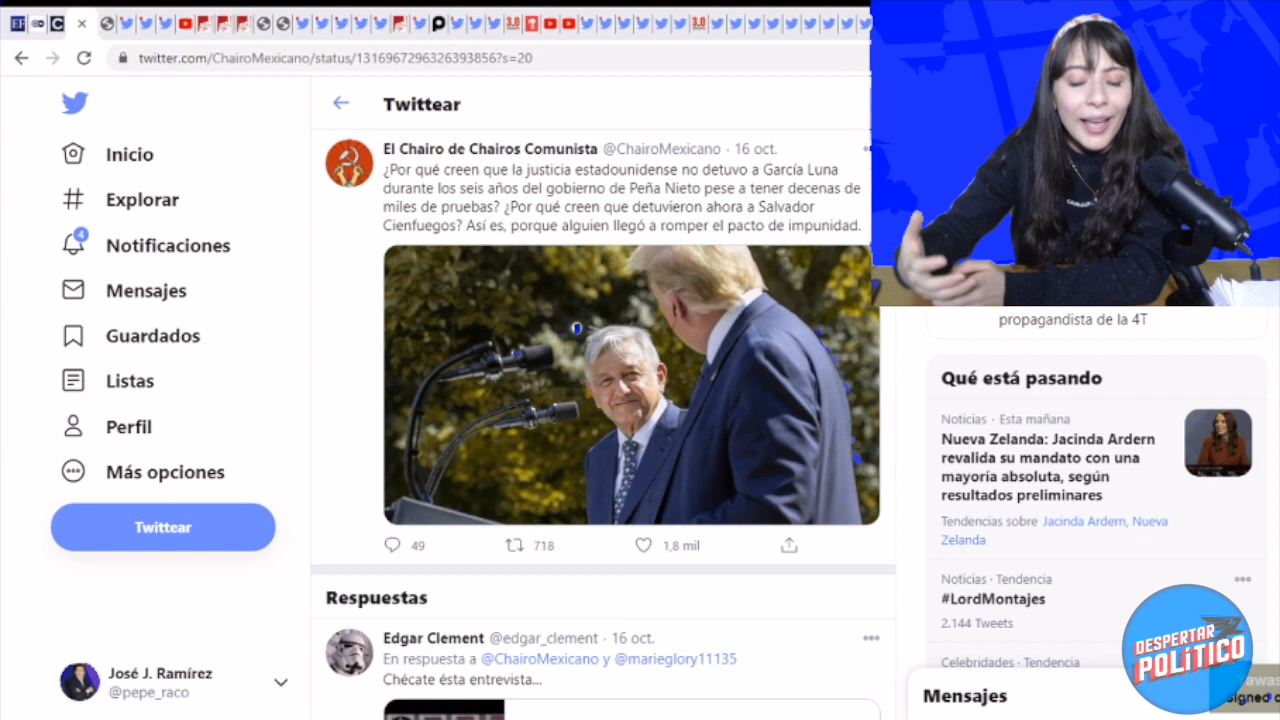 EF
3.0
3.0
twitter.com/ChairoMexicano/status/1316967296326393856?s=20
Inicio
Explorar
4
Notificaciones
Mensajes
Guardados
Listas
Perfil
Más opciones
Twittear
José J. Ramírez
@pepe_raco
Twittear
El Chairo de Chairos Comunista @ChairoMexicano · 16 oct.
¿Por qué creen que la justicia estadounidense no detuvo a García Luna
durante los seis años del gobierno de Peña Nieto pese a tener decenas de
miles de pruebas? ¿Por qué creen que detuvieron ahora a Salvador
Cienfuegos? Así es, porque alguien llegó a romper el pacto de impunidad.
49
718
1,8 mil
Respuestas
Edgar Clement @edgar_clement · 16 oct.
En respuesta a @ChairoMexicano y @marieglory11135
Chécate ésta entrevista...
propagandista de la 4T
Qué está pasando
Noticias · Esta mañana
Nueva Zelanda: Jacinda Ardern
revalida su mandato con una
mayoría absoluta, según
resultados preliminares
Tendencias sobre Jacinda Ardern, Nueva
Zelanda
Noticias · Tendencia
#LordMontajes
2.144 Tweets
Celebridades · Tendencia
Mensajes
DESPERTAR
POLÍTICO